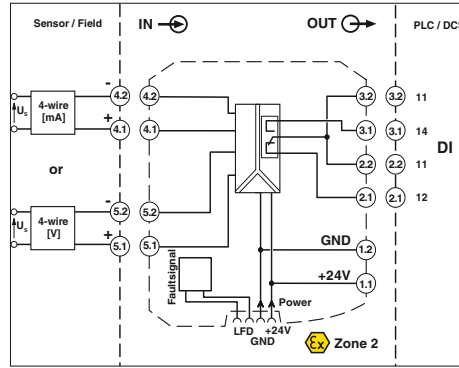 Sensor / Field
IN
OUT
PLC / DCS
-
4.2
4.2
3.2
3.2
11
4-wire
[mA]
Us
+
4.1
4.1
3.1
3.1
14
or
2.2
2.2
11
DI
-
5.2
5.2
2.1
2.1
12
4-wire
[V]
Us
+
5.1
5.1
GND
1.2
+24V
1.1
Faultsignal
Power
LFD
+24V
GND
Ex
Zone 2